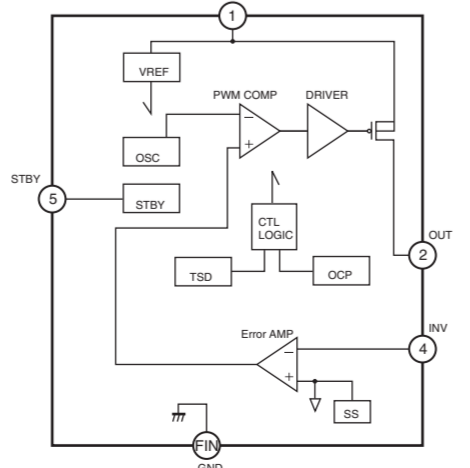 1
VREF
PWM COMP
DRIVER
OSC
STBY
5
STBY
CTL
LOGIC
OUT
2
TSD
OCP
INV
4
Error AMP
SS
FIN
GND